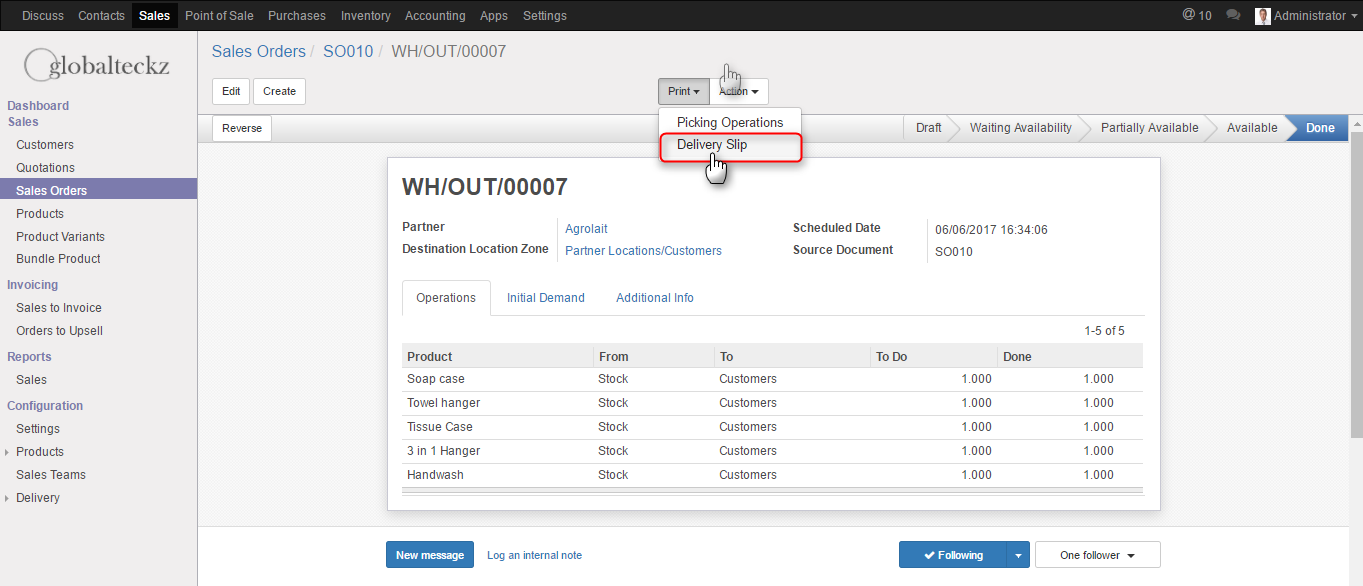 Discuss Contacts Sales Point of Sale Purchases Inventory Accounting Apps Settings @ 10 Administrator
globalteckz
Dashboard
Sales
Customers
Quotations
Sales Orders
Products
Product Variants
Bundle Product
Invoicing
Sales to Invoice
Orders to Upsell
Reports
Sales
Configuration
Settings
Products
Sales Teams
Delivery
Sales Orders / SO010 / WH/OUT/00007
Edit Create Print Action
Picking Operations
Delivery Slip
Reverse Draft Waiting Availability Partially Available Available Done
WH/OUT/00007
Partner Agrolait Scheduled Date 06/06/2017 16:34:06
Destination Location Zone Partner Locations/Customers Source Document SO010
Operations Initial Demand Additional Info
1-5 of 5
Product From To To Do Done
Soap case Stock Customers 1.000 1.000
Towel hanger Stock Customers 1.000 1.000
Tissue Case Stock Customers 1.000 1.000
3 in 1 Hanger Stock Customers 1.000 1.000
Handwash Stock Customers 1.000 1.000
New message Log an internal note Following One follower